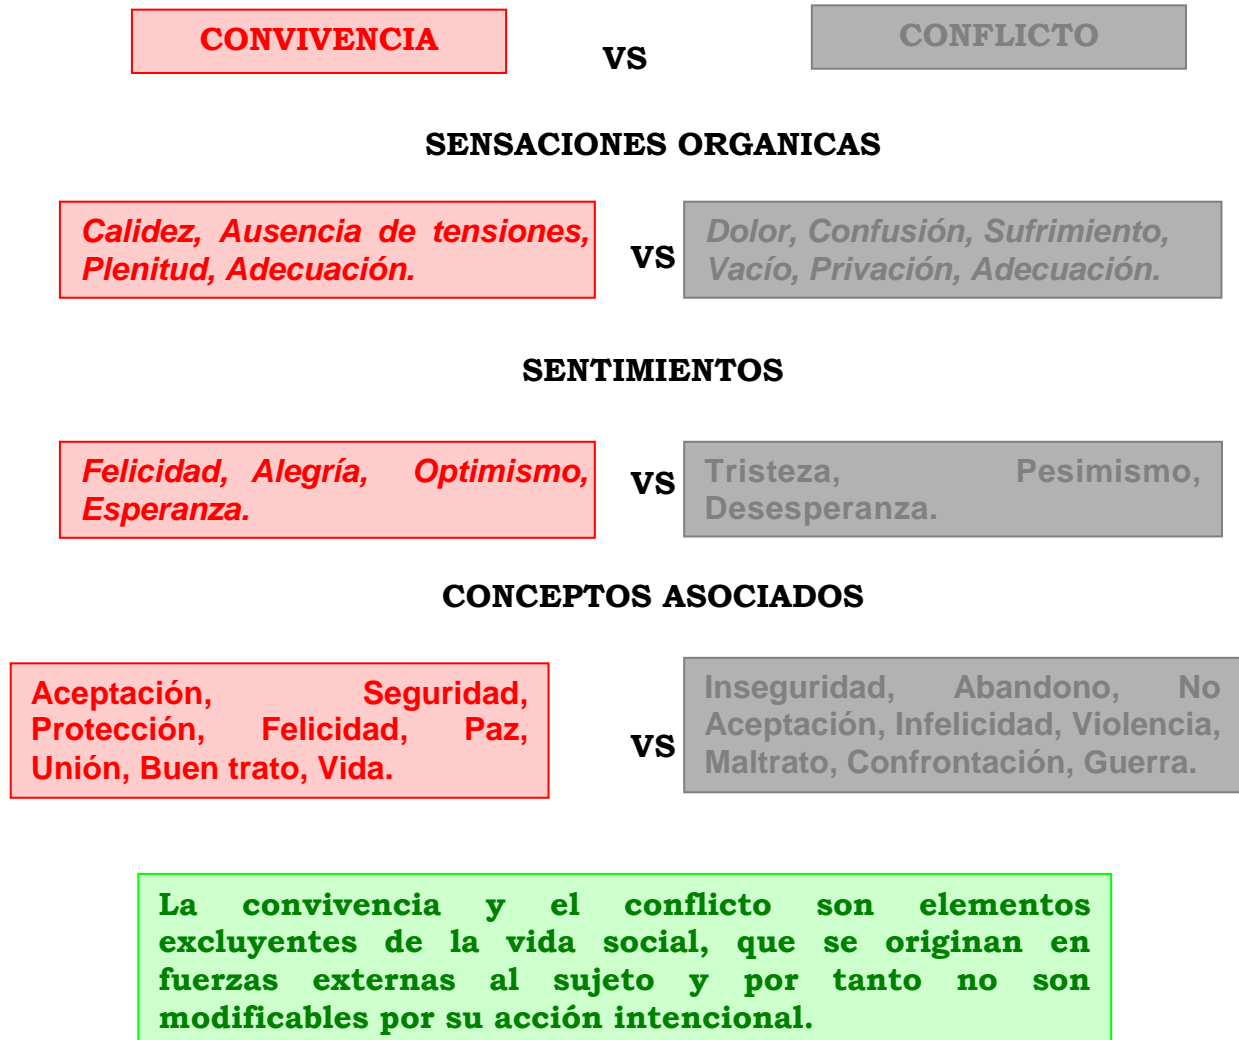 CONVIVENCIA
VS
CONFLICTO
SENSACIONES ORGANICAS
Calidez, Ausencia de tensiones,
Plenitud, Adecuación.
VS
Dolor, Confusión, Sufrimiento,
Vacío, Privación, Adecuación.
SENTIMIENTOS
Felicidad, Alegría, Optimismo,
Esperanza.
VS
Tristeza, Pesimismo,
Desesperanza.
CONCEPTOS ASOCIADOS
Aceptación, Seguridad,
Protección, Felicidad, Paz,
Unión, Buen trato, Vida.
VS
Inseguridad, Abandono, No
Aceptación, Infelicidad, Violencia,
Maltrato, Confrontación, Guerra.
La convivencia y el conflicto son elementos
excluyentes de la vida social, que se originan en
fuerzas externas al sujeto y por tanto no son
modificables por su acción intencional.